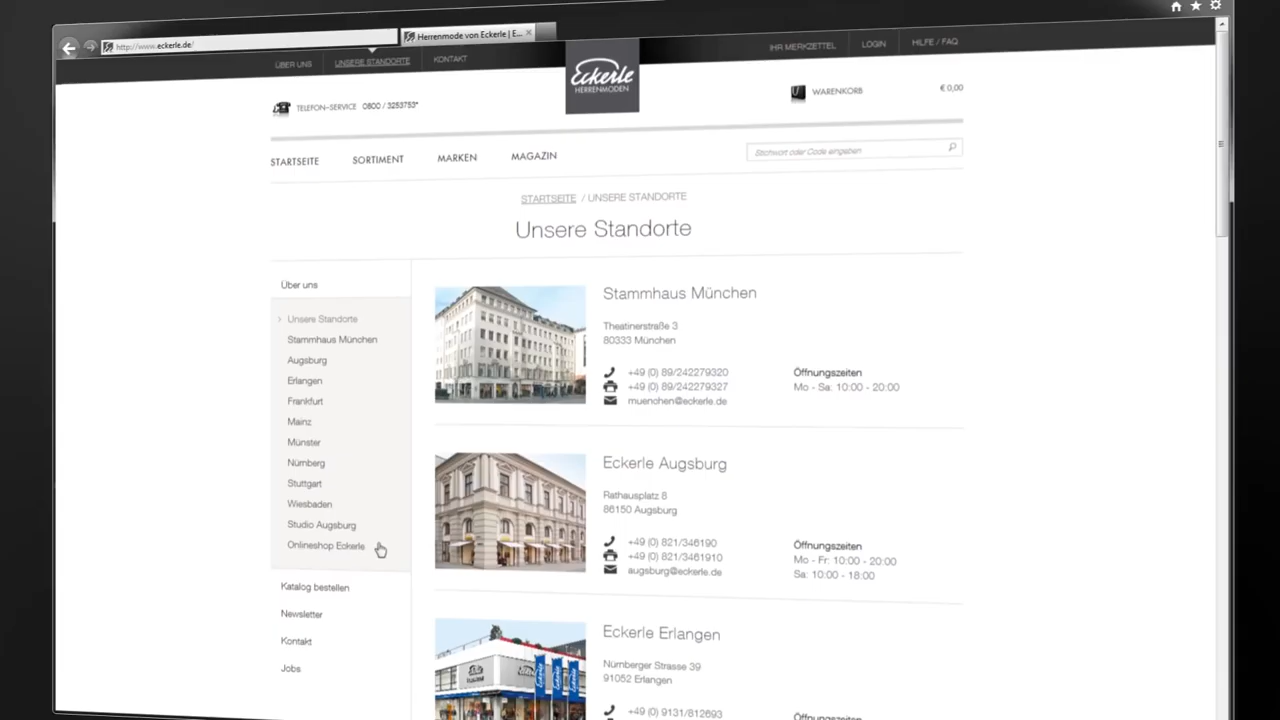 http://www.eckerle.de/
Herrenmode von Eckerle | E...
ÜBER UNS
UNSERE STANDORTE
KONTAKT
IHR MERKZETTEL
LOGIN
HILFE / FAQ
Eckerle
HERRENMODEN
TELEFON-SERVICE 0800 / 3253753*
WARENKORB
€ 0,00
STARTSEITE
SORTIMENT
MARKEN
MAGAZIN
Stichwort oder Code eingeben
STARTSEITE / UNSERE STANDORTE
Unsere Standorte
Über uns
Unsere Standorte
Stammhaus München
Augsburg
Erlangen
Frankfurt
Mainz
Münster
Nürnberg
Stuttgart
Wiesbaden
Studio Augsburg
Onlineshop Eckerle
Katalog bestellen
Newsletter
Kontakt
Jobs
Stammhaus München
Theatinerstraße 3
80333 München
+49 (0) 89/242279320
+49 (0) 89/242279327
muenchen@eckerle.de
Öffnungszeiten
Mo - Sa: 10:00 - 20:00
Eckerle Augsburg
Rathausplatz 8
86150 Augsburg
+49 (0) 821/346190
+49 (0) 821/3461910
augsburg@eckerle.de
Öffnungszeiten
Mo - Fr: 10:00 - 20:00
Sa: 10:00 - 18:00
Eckerle Erlangen
Nürnberger Strasse 39
91052 Erlangen
+49 (0) 9131/812693
Öffnungszeiten
Eckerle
Eckerle
Eckerle